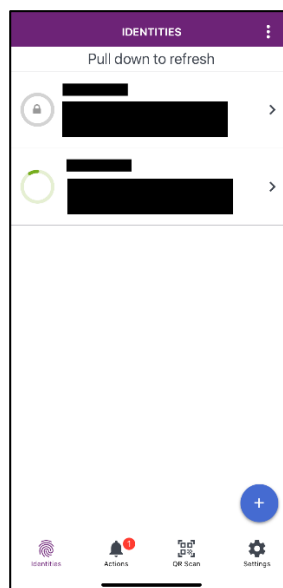 IDENTITIES
Pull down to refresh
1
Identities
Actions
QR Scan
Settings